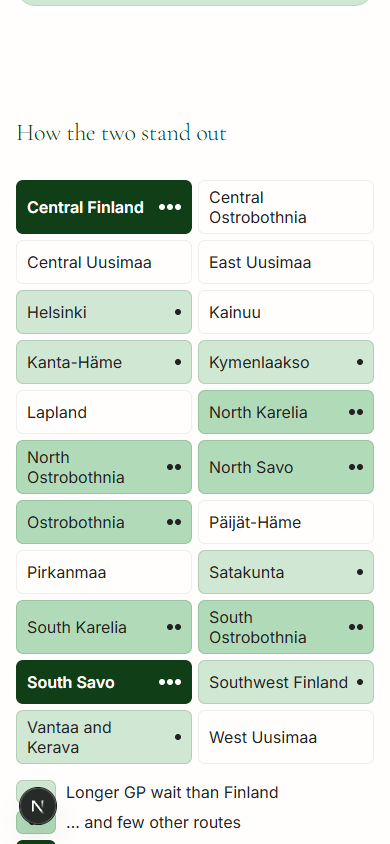 How the two stand out
Central Finland
Central
Ostrobothnia
Central Uusimaa
East Uusimaa
Helsinki
Kainuu
Kanta-Häme
Kymenlaakso
Lapland
North Karelia
North
Ostrobothnia
North Savo
Ostrobothnia
Päijät-Häme
Pirkanmaa
Satakunta
South Karelia
South
Ostrobothnia
South Savo
Southwest Finland
Vantaa and
Kerava
West Uusimaa
Longer GP wait than Finland
N
... and few other routes